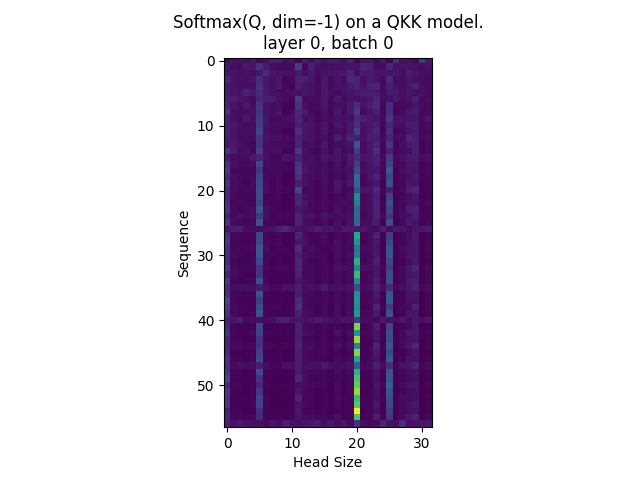 Softmax(Q, dim=-1) on a QKK model.
layer 0, batch 0
0
10
20
30
40
50
Sequence
0
10
20
30
Head Size